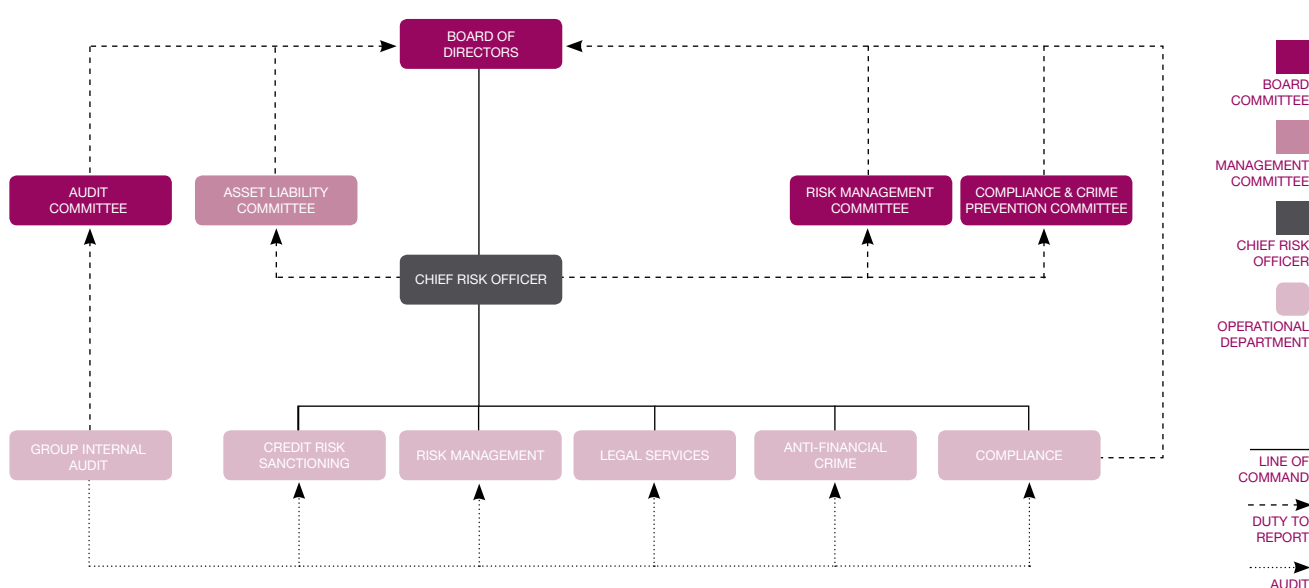 BOARD OF
DIRECTORS
BOARD
COMMITTEE
AUDIT
COMMITTEE
ASSET LIABILITY
COMMITTEE
RISK MANAGEMENT
COMMITTEE
COMPLIANCE & CRIME
PREVENTION COMMITTEE
MANAGEMENT
COMMITTEE
CHIEF RISK OFFICER
CHIEF RISK
OFFICER
OPERATIONAL
DEPARTMENT
GROUP INTERNAL
AUDIT
CREDIT RISK
SANCTIONING
RISK MANAGEMENT
LEGAL SERVICES
ANTI-FINANCIAL
CRIME
COMPLIANCE
LINE OF
COMMAND
DUTY TO
REPORT
AUDIT